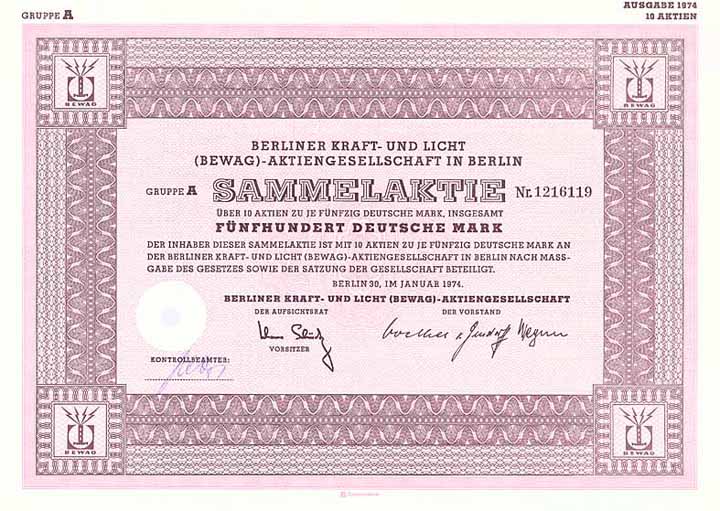 GRUPPE A
AUSGABE 1974
10 AKTIEN
BEWAG
BEWAG
BERLINER KRAFT- UND LICHT
(BEWAG)-AKTIENGESELLSCHAFT IN BERLIN
GRUPPE A SAMMELAKTIE Nr. 1216119
ÜBER 10 AKTIEN ZU JE FÜNFZIG DEUTSCHE MARK, INSGESAMT
FÜNFHUNDERT DEUTSCHE MARK
DER INHABER DIESER SAMMELAKTIE IST MIT 10 AKTIEN ZU JE FÜNFZIG DEUTSCHE MARK AN
DER BERLINER KRAFT- UND LICHT (BEWAG)-AKTIENGESELLSCHAFT IN BERLIN NACH MASS-
GABE DES GESETZES SOWIE DER SATZUNG DER GESELLSCHAFT BETEILIGT.
BERLIN 30, IM JANUAR 1974.
BERLINER KRAFT- UND LICHT (BEWAG)-AKTIENGESELLSCHAFT
DER AUFSICHTSRAT DER VORSTAND
VORSITZER
KONTROLLBEAMTER:
BEWAG
BEWAG